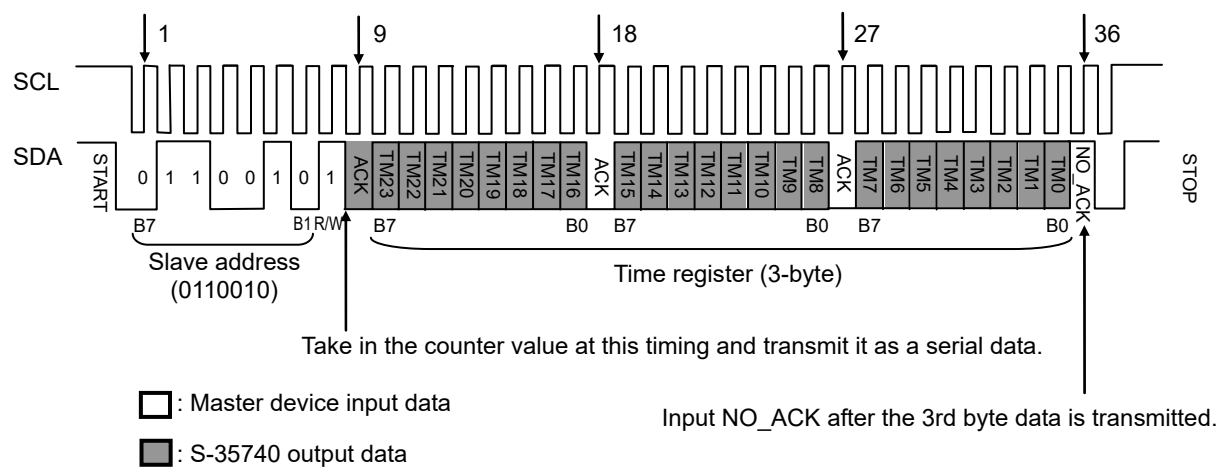 1 9 18 27 36
SCL
SDA
START 0 1 1 0 0 1 0 1 ACK TM23 TM22 TM21 TM20 TM19 TM18 TM17 TM16 ACK TM15 TM14 TM13 TM12 TM11 TM10 TM9 TM8 ACK TM7 TM6 TM5 TM4 TM3 TM2 TM1 TM0 NO_ACK STOP
B7 B1 R/W B7 B0 B7 B0 B7 B0
Slave address
(0110010)
Time register (3-byte)
Take in the counter value at this timing and transmit it as a serial data.
: Master device input data
Input NO_ACK after the 3rd byte data is transmitted.
: S-35740 output data